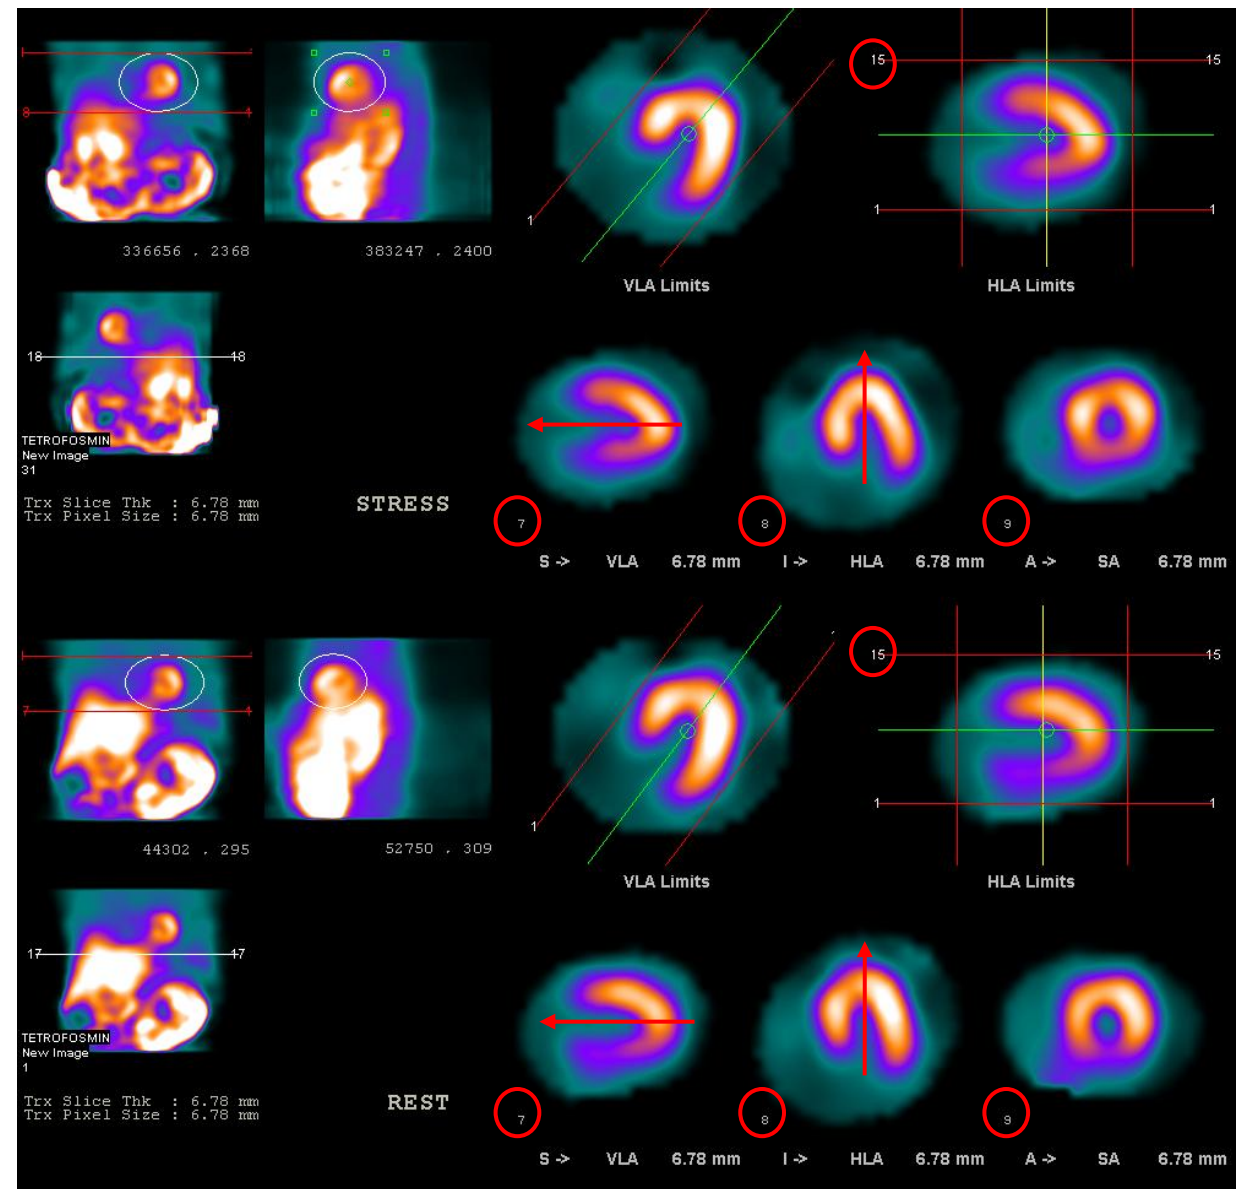 15 15
8 4
1
1 1
336656 . 2368 383247 . 2400
VLA Limits HLA Limits
18 18
TETROFOSMIN
New Image
31
Trx Slice Thk : 6.78 mm
Trx Pixel Size : 6.78 mm
STRESS
7 8 9
S -> VLA 6.78 mm I -> HLA 6.78 mm A -> SA 6.78 mm
15 15
7 4
1
1 1
44302 . 295 52750 . 309
VLA Limits HLA Limits
17 17
TETROFOSMIN
New Image
1
Trx Slice Thk : 6.78 mm
Trx Pixel Size : 6.78 mm
REST
7 8 9
S -> VLA 6.78 mm I -> HLA 6.78 mm A -> SA 6.78 mm